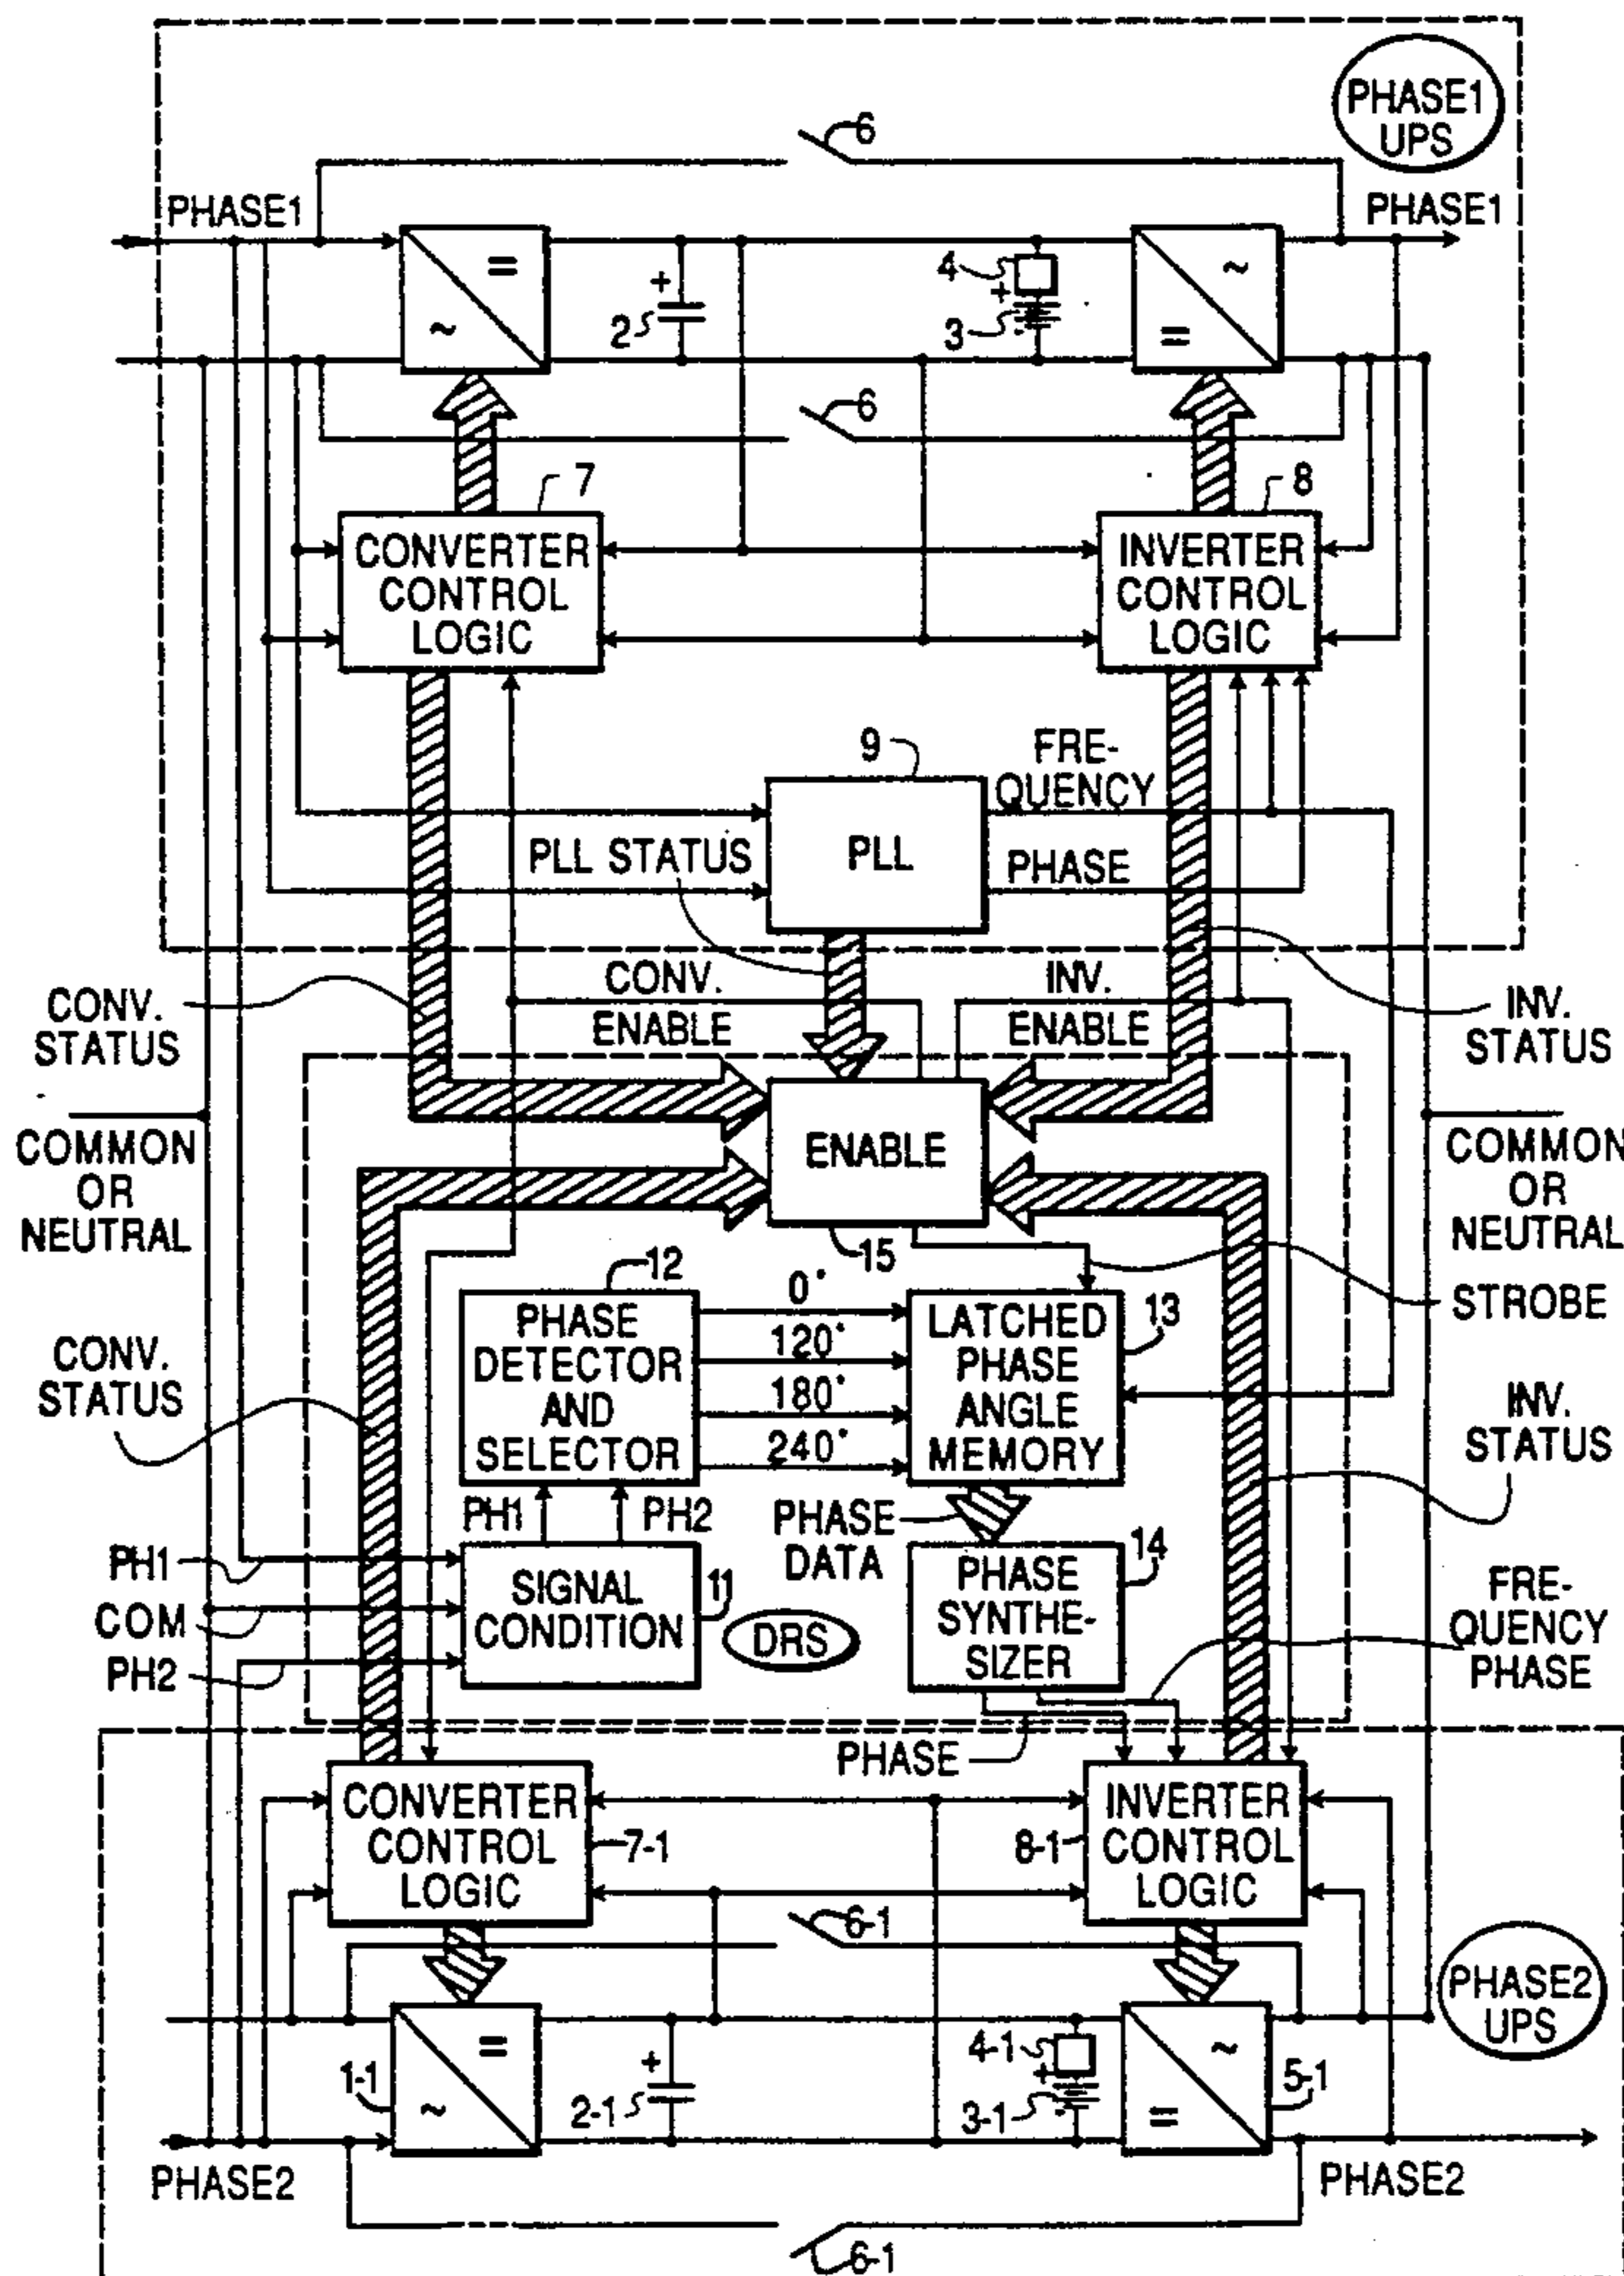 PHASE1
UPS
6
PHASE1
PHASE1
=
~
+
2
4
+
3
-
~
=
6
7
8
CONVERTER
CONTROL
LOGIC
INVERTER
CONTROL
LOGIC
9
FRE-
QUENCY
PLL STATUS
PLL
PHASE
CONV.
STATUS
CONV.
ENABLE
INV.
ENABLE
INV.
STATUS
COMMON
OR
NEUTRAL
ENABLE
COMMON
OR
NEUTRAL
15
STROBE
12
0°
120°
180°
240°
PHASE
DETECTOR
AND
SELECTOR
LATCHED
PHASE
ANGLE
MEMORY
13
CONV.
STATUS
INV.
STATUS
PH1
PH2
PHASE
DATA
PH1
COM
PH2
SIGNAL
CONDITION
11
DRS
PHASE
SYNTHE-
SIZER
14
FRE-
QUENCY
PHASE
PHASE
CONVERTER
CONTROL
LOGIC
7-1
8-1
INVERTER
CONTROL
LOGIC
6-1
PHASE2
UPS
1-1
=
~
+
2-1
4-1
+
3-1
-
~
=
5-1
PHASE2
PHASE2
6-1